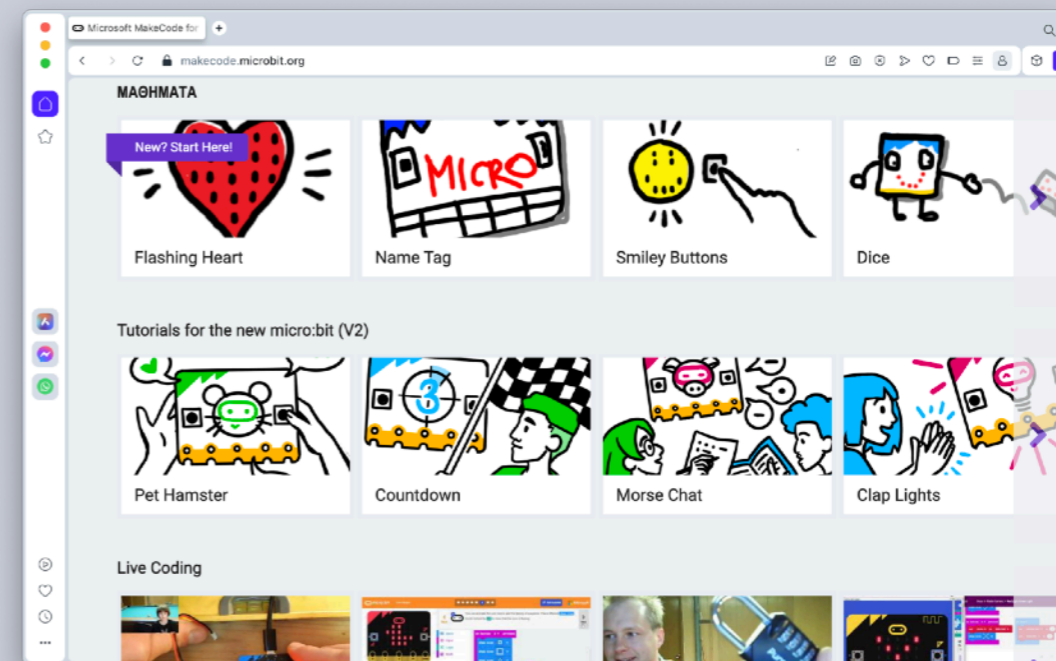 Microsoft MakeCode for
makecode.microbit.org
ΜΑΘΗΜΑΤΑ
New? Start Here!
MICRO
Flashing Heart
Name Tag
Smiley Buttons
Dice
Tutorials for the new micro:bit (V2)
3
Pet Hamster
Countdown
Morse Chat
Clap Lights
Live Coding